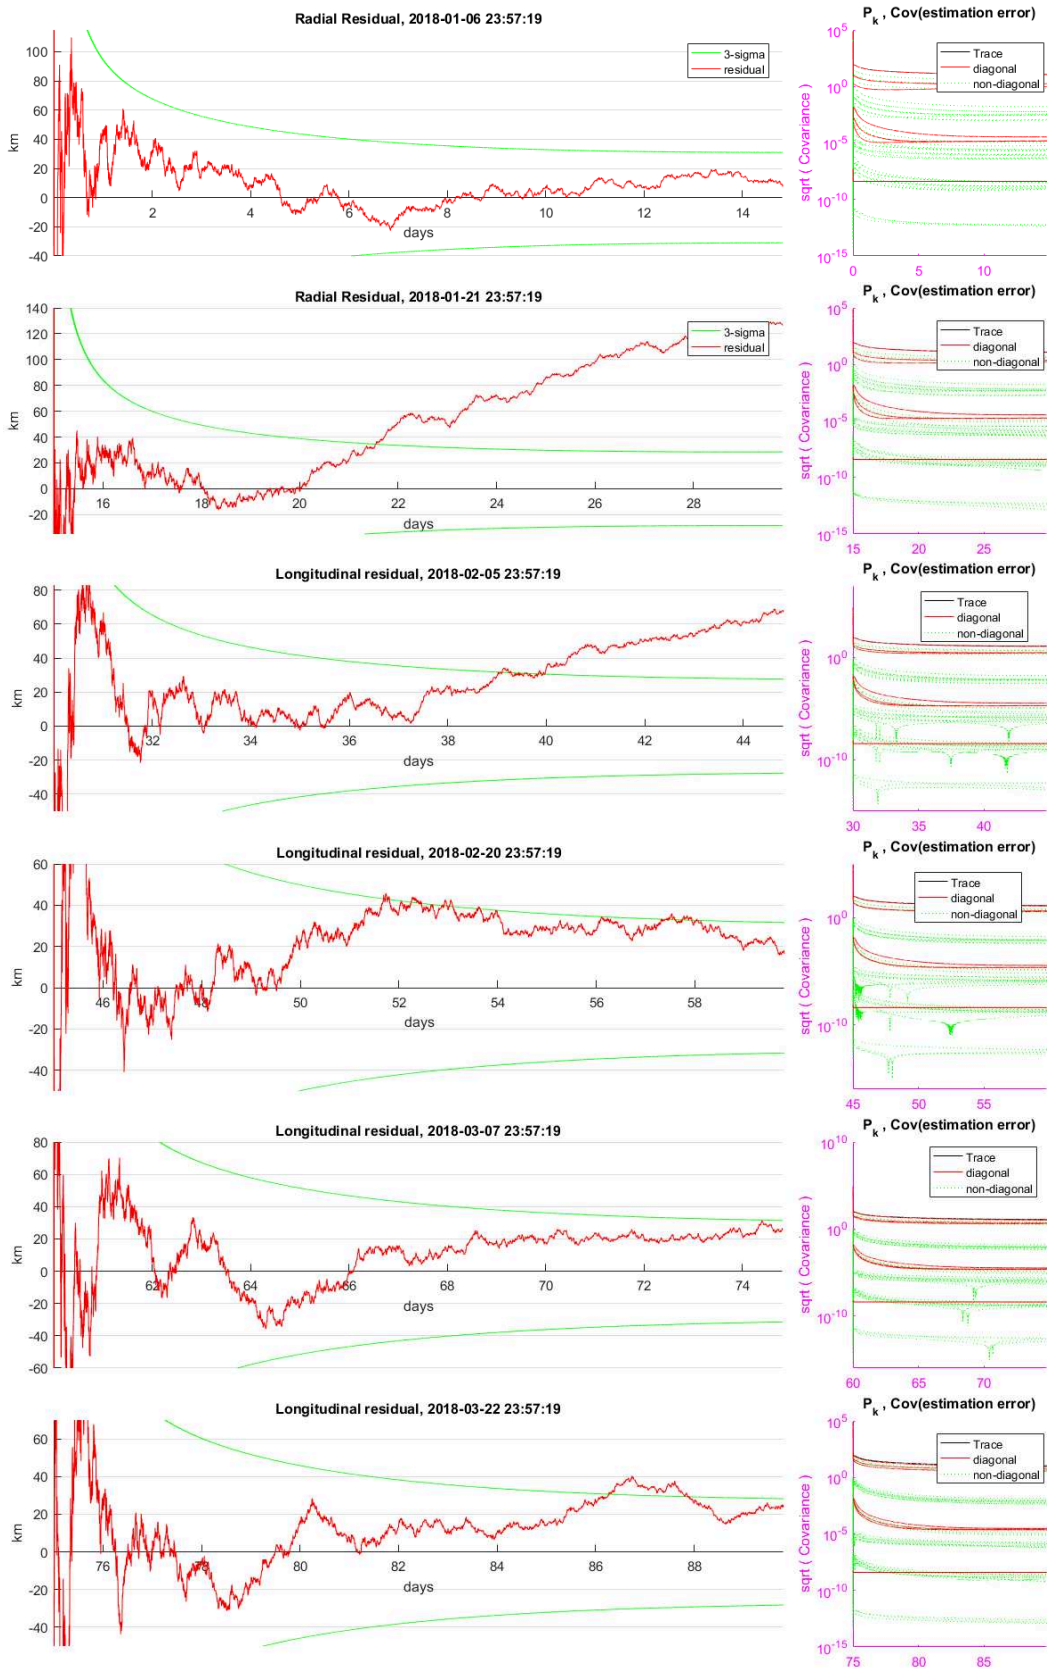 Radial Residual, 2018-01-06 23:57:19
3-sigma
residual
km
100
80
60
40
20
0
-20
-40
2 4 6 8 10 12 14
days
P_k , Cov(estimation error)
Trace
diagonal
non-diagonal
sqrt ( Covariance )
10^5
10^0
10^-5
10^-10
10^-15
0 5 10
Radial Residual, 2018-01-21 23:57:19
3-sigma
residual
km
140
120
100
80
60
40
20
0
-20
16 18 20 22 24 26 28
days
P_k , Cov(estimation error)
Trace
diagonal
non-diagonal
sqrt ( Covariance )
10^5
10^0
10^-5
10^-10
10^-15
15 20 25
Longitudinal residual, 2018-02-05 23:57:19
km
80
60
40
20
0
-20
-40
32 34 36 38 40 42 44
days
P_k , Cov(estimation error)
Trace
diagonal
non-diagonal
sqrt ( Covariance )
10^0
10^-10
30 35 40
Longitudinal residual, 2018-02-20 23:57:19
km
60
40
20
0
-20
-40
46 48 50 52 54 56 58
days
P_k , Cov(estimation error)
Trace
diagonal
non-diagonal
sqrt ( Covariance )
10^0
10^-10
45 50 55
Longitudinal residual, 2018-03-07 23:57:19
km
80
60
40
20
0
-20
-40
-60
62 64 66 68 70 72 74
days
P_k , Cov(estimation error)
Trace
diagonal
non-diagonal
sqrt ( Covariance )
10^10
10^0
10^-10
60 65 70
Longitudinal residual, 2018-03-22 23:57:19
km
60
40
20
0
-20
-40
76 78 80 82 84 86 88
days
P_k , Cov(estimation error)
Trace
diagonal
non-diagonal
sqrt ( Covariance )
10^5
10^0
10^-5
10^-10
10^-15
75 80 85